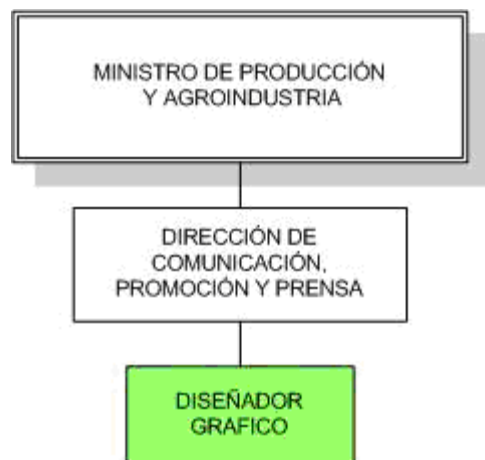 MINISTRO DE PRODUCCIÓN
Y AGROINDUSTRIA
DIRECCIÓN DE
COMUNICACIÓN,
PROMOCIÓN Y PRENSA
DISEÑADOR
GRAFICO